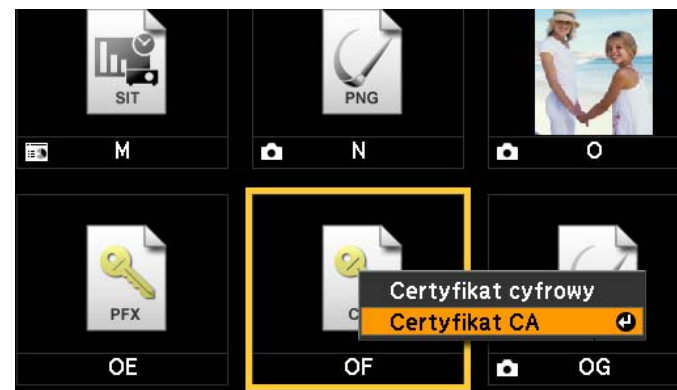 SIT
PNG
M
N
O
PFX
C
Certyfikat cyfrowy
Certyfikat CA
OE
OF
OG